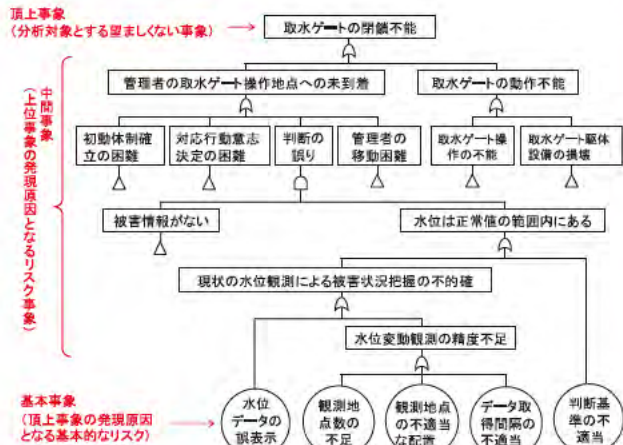 頂上事象
(分析対象とする望ましくない事象)
取水ゲートの閉鎖不能
管理者の取水ゲート操作地点への未到着
取水ゲートの動作不能
中間事象
(上位事象の発現原因となるリスク事象)
初動体制確
立の困難
対応行動意志
決定の困難
判断の
誤り
管理者の
移動困難
取水ゲート操
作の不能
取水ゲート躯体
設備の損壊
被害情報がない
水位は正常値の範囲内にある
現状の水位観測による被害状況把握の不的確
水位変動観測の精度不足
基本事象
(頂上事象の発現原因
となる基本的なリスク)
水位
データの
誤表示
観測地
点数の
不足
観測地点
の不適当
な配置
データ取
得間隔の
不適当
判断基
準の不
適当